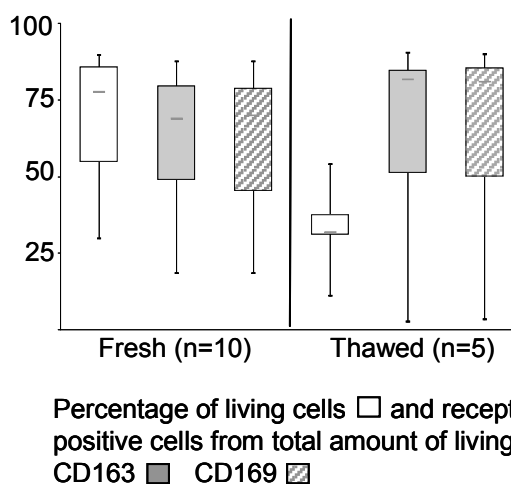 100
75
50
25
Fresh (n=10) Thawed (n=5)
Percentage of living cells and recept
positive cells from total amount of living
CD163 CD169